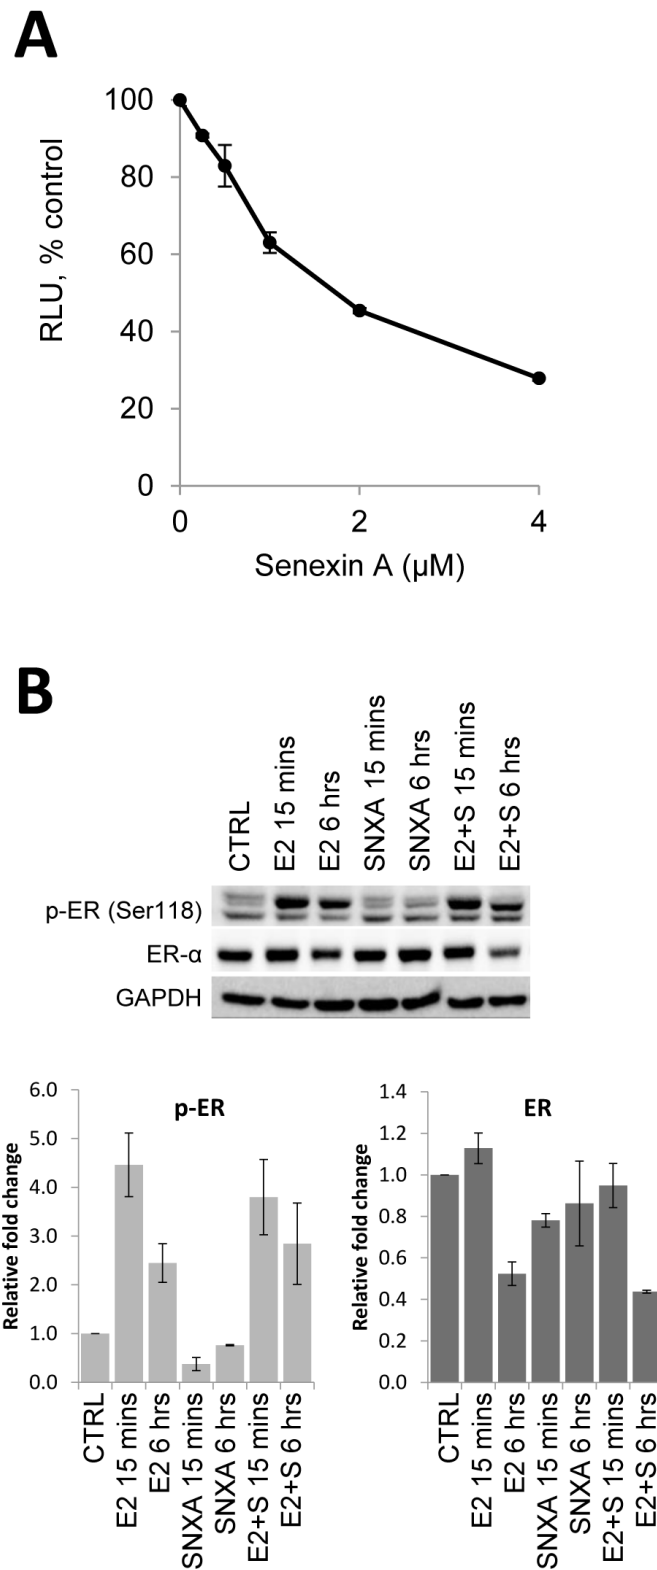 A
100
80
60
40
20
0
RLU, % control
0 2 4
Senexin A (µM)
B
CTRL
E2 15 mins
E2 6 hrs
SNXA 15 mins
SNXA 6 hrs
E2+S 15 mins
E2+S 6 hrs
p-ER (Ser118)
ER-α
GAPDH
p-ER
6.0
5.0
4.0
3.0
2.0
1.0
0.0
Relative fold change
CTRL
E2 15 mins
E2 6 hrs
SNXA 15 mins
SNXA 6 hrs
E2+S 15 mins
E2+S 6 hrs
ER
1.4
1.2
1.0
0.8
0.6
0.4
0.2
0.0
Relative fold change
CTRL
E2 15 mins
E2 6 hrs
SNXA 15 mins
SNXA 6 hrs
E2+S 15 mins
E2+S 6 hrs